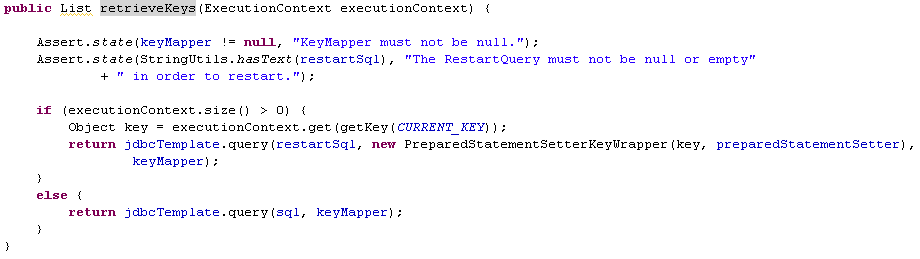 public List retrieveKeys(ExecutionContext executionContext) {
Assert.state(keyMapper != null, "KeyMapper must not be null.");
Assert.state(StringUtils.hasText(restartSql), "The RestartQuery must not be null or empty"
+ " in order to restart.");
if (executionContext.size() > 0) {
Object key = executionContext.get(getKey(CURRENT_KEY));
return jdbcTemplate.query(restartSql, new PreparedStatementSetterKeyWrapper(key, preparedStatementSetter),
keyMapper);
}
else {
return jdbcTemplate.query(sql, keyMapper);
}
}